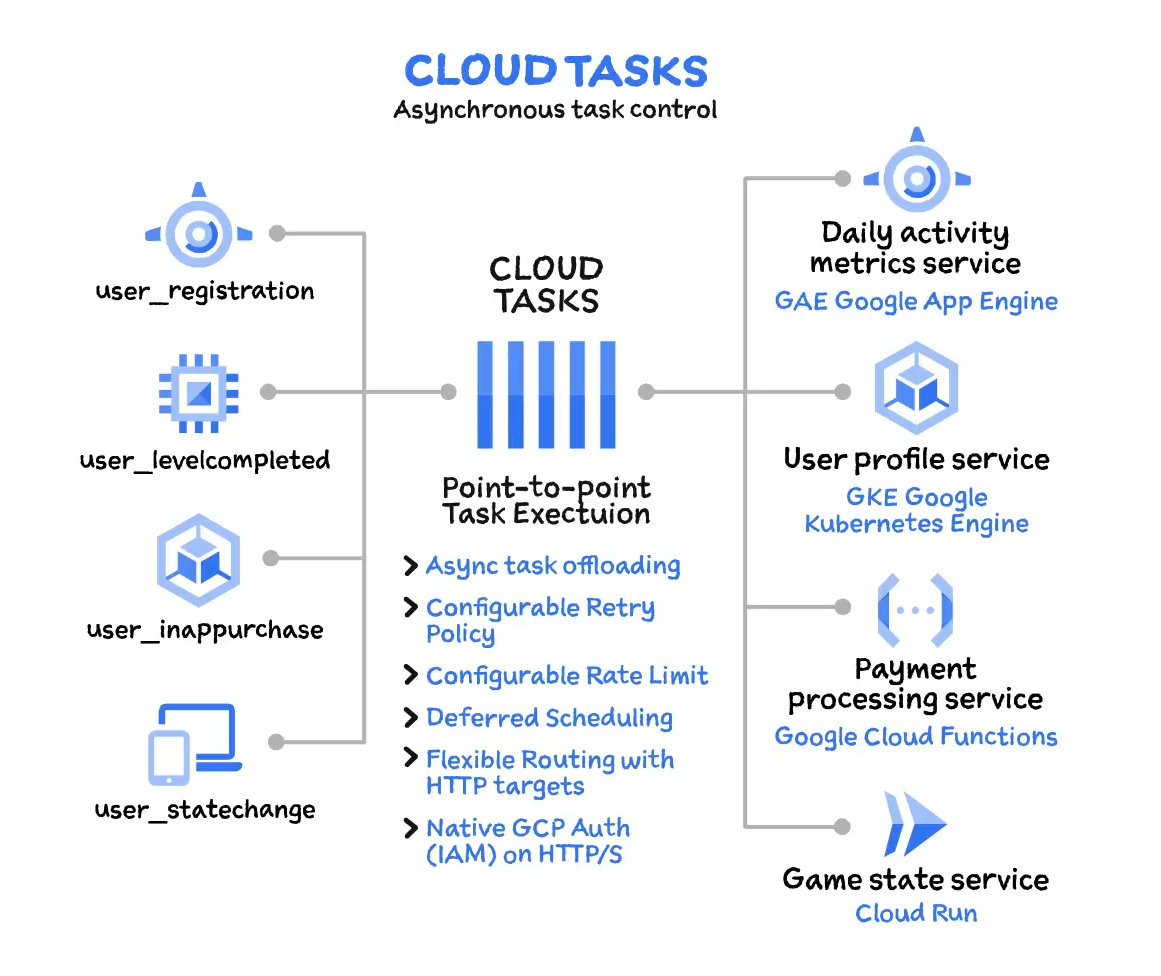 CLOUD TASKS
Asynchronous task control
user_registration
user_levelcompleted
user_inappurchase
user_statechange
CLOUD
TASKS
Point-to-point
Task Exectuion
Async task offloading
Configurable Retry
Policy
Configurable Rate Limit
Deferred Scheduling
Flexible Routing with
HTTP targets
Native GCP Auth
(IAM) on HTTP/S
Daily activity
metrics service
GAE Google App Engine
User profile service
GKE Google
Kubernetes Engine
Payment
processing service
Google Cloud Functions
Game state service
Cloud Run